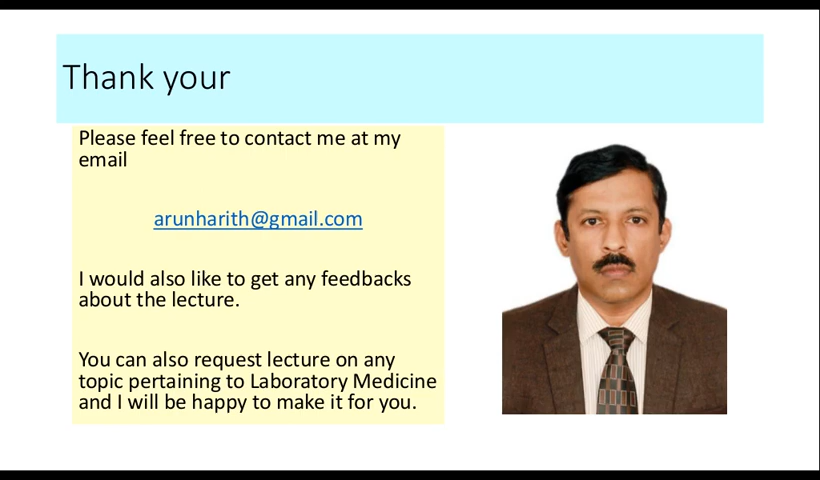 Thank your
Please feel free to contact me at my
email
arunharith@gmail.com
I would also like to get any feedbacks
about the lecture.
You can also request lecture on any
topic pertaining to Laboratory Medicine
and I will be happy to make it for you.